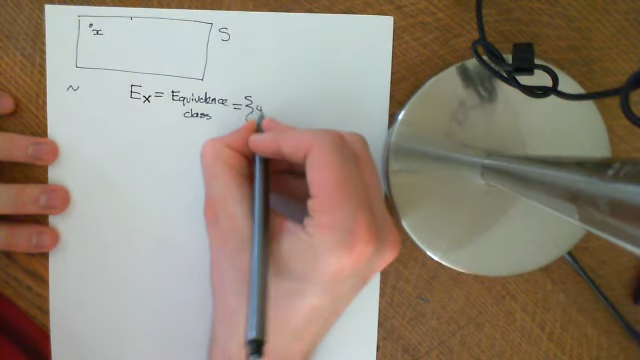 x S
~ Eₓ = Equivalence = { y
class